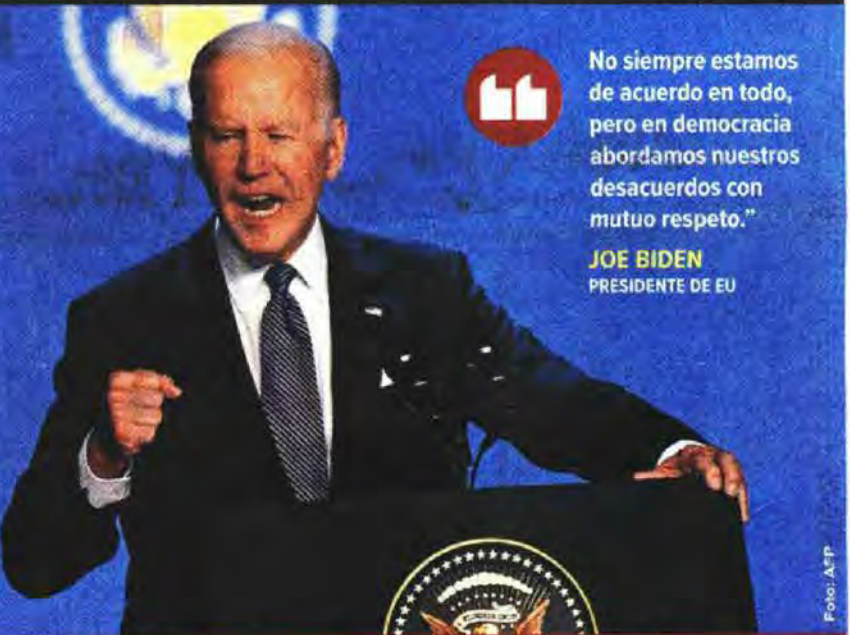 No siempre estamos
de acuerdo en todo,
pero en democracia
abordamos nuestros
desacuerdos con
mutuo respeto.”
JOE BIDEN
PRESIDENTE DE EU
Foto: AFP